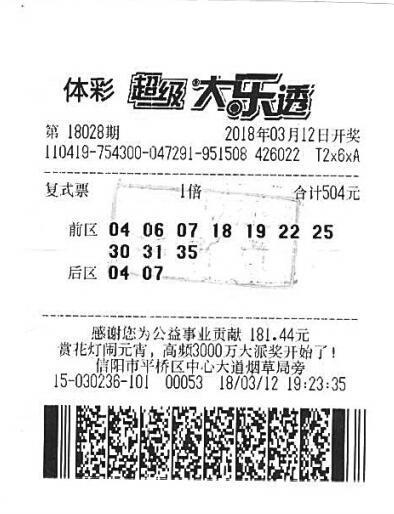 体彩 超级大乐透
第 18028期 2018年03月12日开奖
110419-754300-047291-951508 426022 T2x6xA
复式票 1倍 合计504元
前区 04 06 07 18 19 22 25
30 31 35
后区 04 07
感谢您为公益事业贡献 181.44元
赏花灯闹元宵，高频3000万大派奖开始了！
信阳市平桥区中心大道烟草局旁
15-030236-101 00053 18/03/12 19:23:35